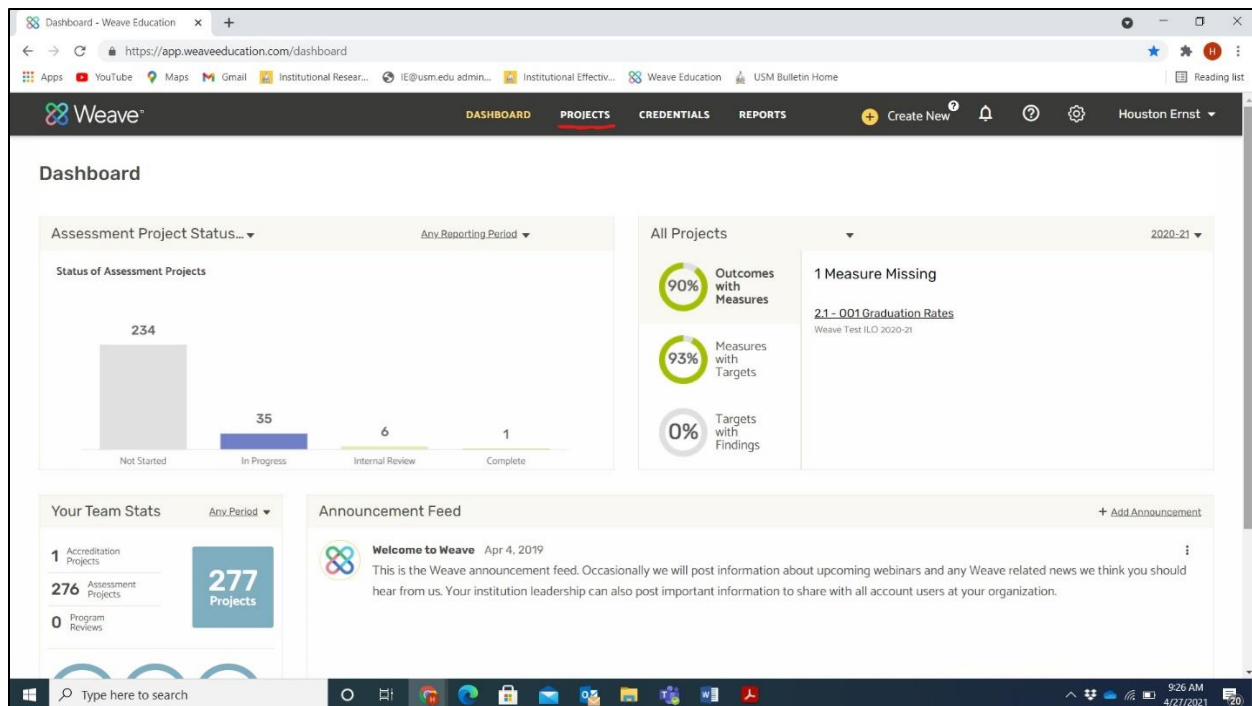 Dashboard - Weave Education
https://app.weaveeducation.com/dashboard
Apps YouTube Maps Gmail Institutional Resear... IE@usm.edu admin... Institutional Effectiv... Weave Education USM Bulletin Home Reading list
Weave
DASHBOARD PROJECTS CREDENTIALS REPORTS + Create New ? Houston Ernst
Dashboard
Assessment Project Status... Any Reporting Period
Status of Assessment Projects
234
35
6
1
Not Started In Progress Internal Review Complete
All Projects 2020-21
90% Outcomes
with
Measures
93% Measures
with
Targets
0% Targets
with
Findings
1 Measure Missing
2.1 - 001 Graduation Rates
Weave Test ILO 2020-21
Your Team Stats Any Period
1 Accreditation
Projects
276 Assessment
Projects
0 Program
Reviews
277
Projects
Announcement Feed + Add Announcement
Welcome to Weave Apr 4, 2019
This is the Weave announcement feed. Occasionally we will post information about upcoming webinars and any Weave related news we think you should
hear from us. Your institution leadership can also post important information to share with all account users at your organization.
Type here to search
9:26 AM
4/27/2021
20